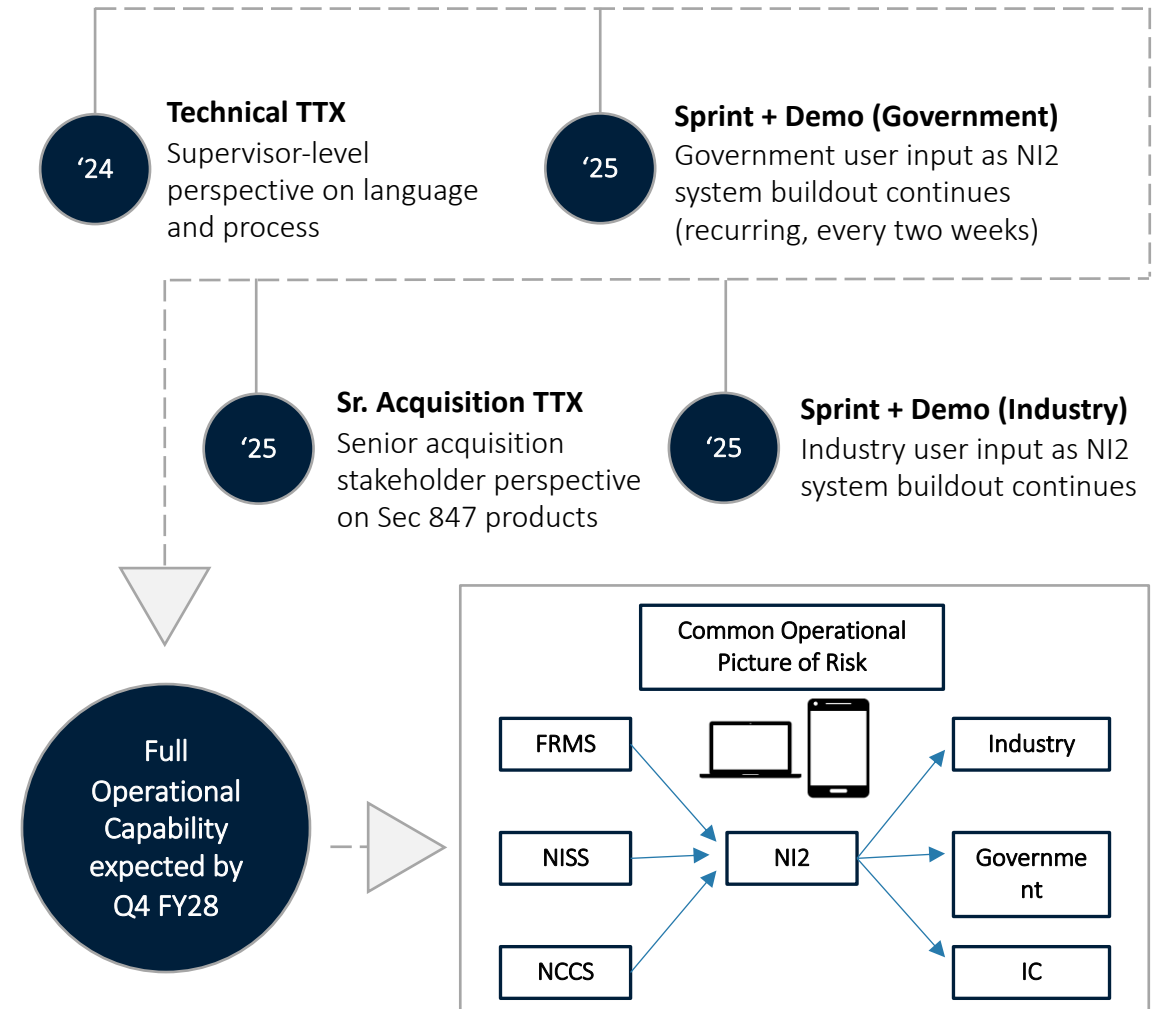 ‘24
Technical TTX
Supervisor-level
perspective on language
and process
‘25
Sprint + Demo (Government)
Government user input as NI2
system buildout continues
(recurring, every two weeks)
‘25
Sr. Acquisition TTX
Senior acquisition
stakeholder perspective
on Sec 847 products
‘25
Sprint + Demo (Industry)
Industry user input as NI2
system buildout continues
Full
Operational
Capability
expected by
Q4 FY28
Common Operational
Picture of Risk
FRMS
NISS
NCCS
NI2
Industry
Governme
nt
IC